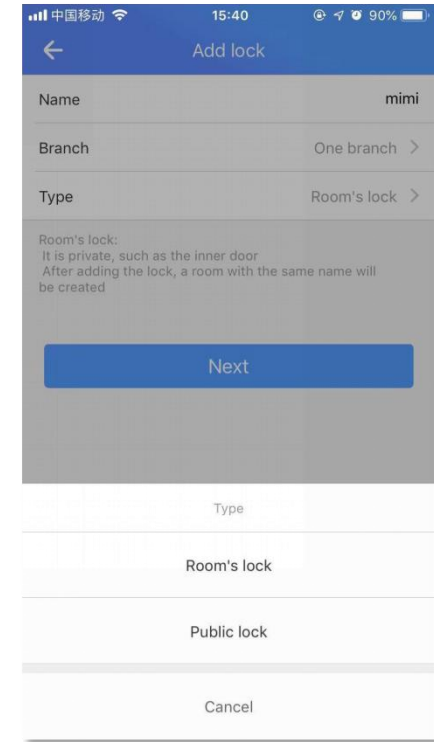 中国移动 15:40 90%
Add lock
Name mimi
Branch One branch
Type Room's lock
Room's lock:
It is private, such as the inner door
After adding the lock, a room with the same name will
be created
Next
Type
Room's lock
Public lock
Cancel